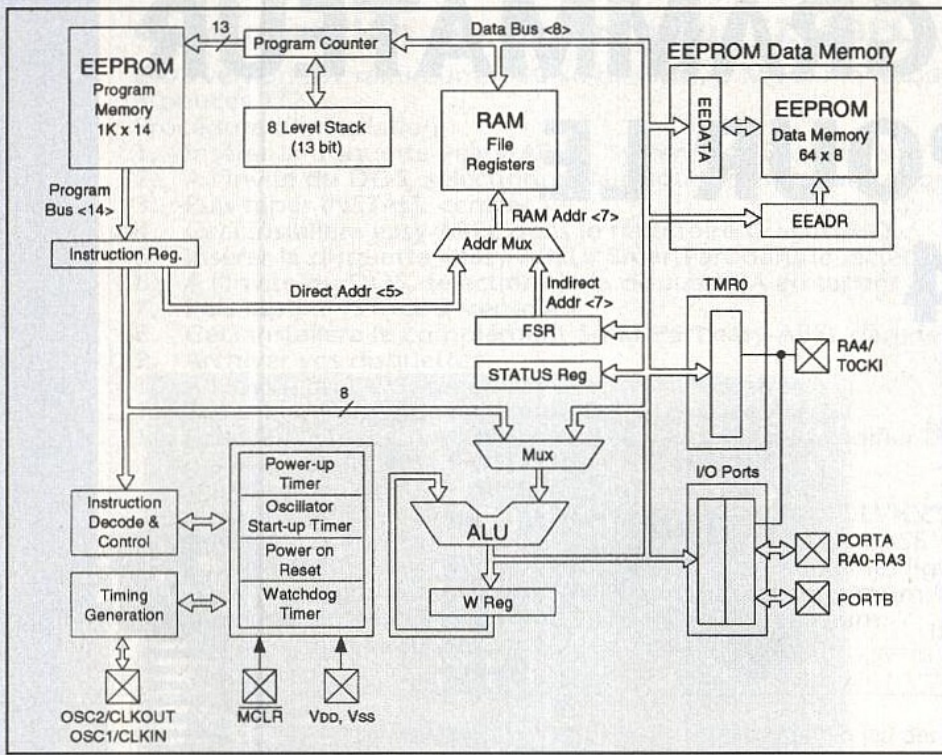 13
Data Bus <8>
EEPROM
Program
Memory
1K x 14
Program Counter
8 Level Stack
(13 bit)
RAM
File
Registers
EEPROM Data Memory
EEDATA
EEPROM
Data Memory
64 x 8
EEADR
Program
Bus <14>
RAM Addr <7>
Instruction Reg.
Addr Mux
Direct Addr <5>
Indirect
Addr <7>
FSR
STATUS Reg
TMR0
RA4/
T0CKI
8
Mux
I/O Ports
Power-up
Timer
Oscillator
Start-up Timer
Power on
Reset
Watchdog
Timer
Instruction
Decode &
Control
Timing
Generation
ALU
W Reg
PORTA
RA0-RA3
PORTB
OSC2/CLKOUT
OSC1/CLKIN
MCLR
VDD, VSS